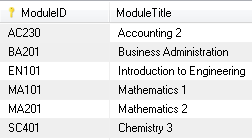 ModuleID ModuleTitle
AC230 Accounting 2
BA201 Business Administration
EN101 Introduction to Engineering
MA101 Mathematics 1
MA201 Mathematics 2
SC401 Chemistry 3